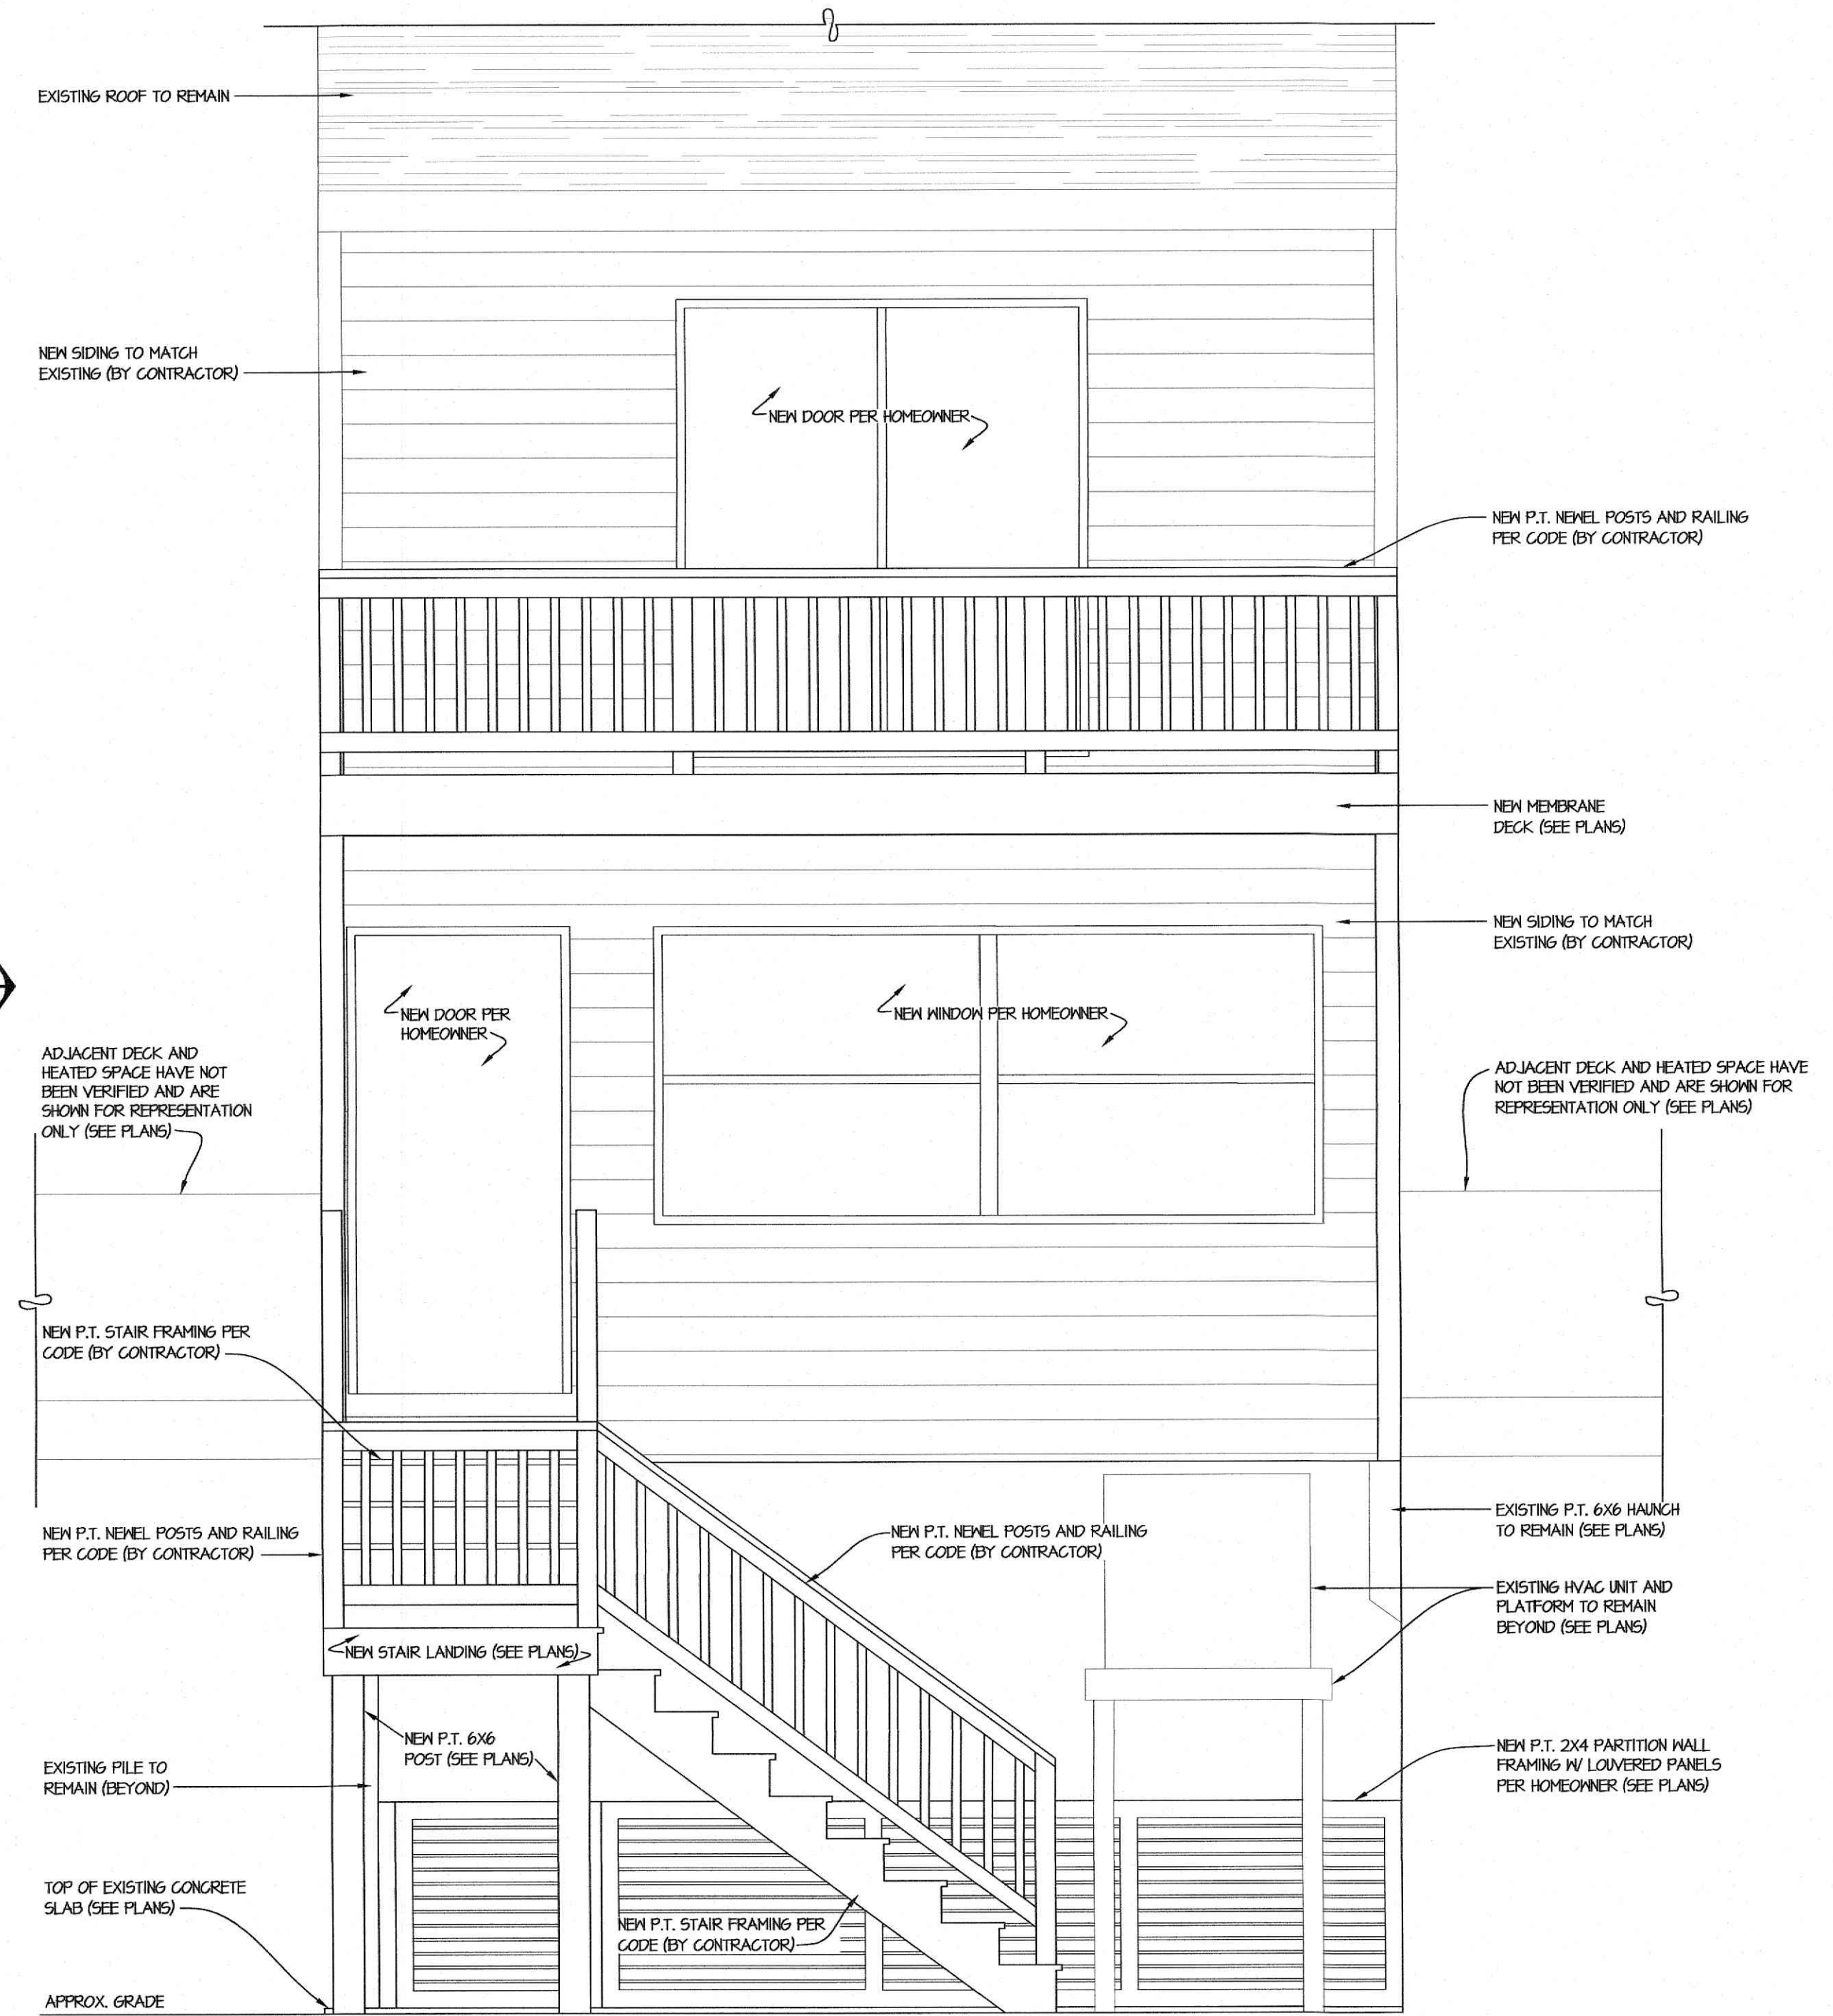 EXISTING ROOF TO REMAIN
NEW SIDING TO MATCH
EXISTING (BY CONTRACTOR)
NEW DOOR PER HOMEOWNER
NEW P.T. NEWEL POSTS AND RAILING
PER CODE (BY CONTRACTOR)
NEW MEMBRANE
DECK (SEE PLANS)
NEW SIDING TO MATCH
EXISTING (BY CONTRACTOR)
NEW DOOR PER
HOMEOWNER
NEW WINDOW PER HOMEOWNER
ADJACENT DECK AND
HEATED SPACE HAVE NOT
BEEN VERIFIED AND ARE
SHOWN FOR REPRESENTATION
ONLY (SEE PLANS)
ADJACENT DECK AND HEATED SPACE HAVE
NOT BEEN VERIFIED AND ARE SHOWN FOR
REPRESENTATION ONLY (SEE PLANS)
NEW P.T. STAIR FRAMING PER
CODE (BY CONTRACTOR)
NEW P.T. NEWEL POSTS AND RAILING
PER CODE (BY CONTRACTOR)
NEW P.T. NEWEL POSTS AND RAILING
PER CODE (BY CONTRACTOR)
EXISTING P.T. 6X6 HAUNCH
TO REMAIN (SEE PLANS)
EXISTING HVAC UNIT AND
PLATFORM TO REMAIN
BEYOND (SEE PLANS)
NEW STAIR LANDING (SEE PLANS)
NEW P.T. 6X6
POST (SEE PLANS)
EXISTING PILE TO
REMAIN (BEYOND)
NEW P.T. 2X4 PARTITION WALL
FRAMING W/ LOUVERED PANELS
PER HOMEOWNER (SEE PLANS)
TOP OF EXISTING CONCRETE
SLAB (SEE PLANS)
NEW P.T. STAIR FRAMING PER
CODE (BY CONTRACTOR)
APPROX. GRADE